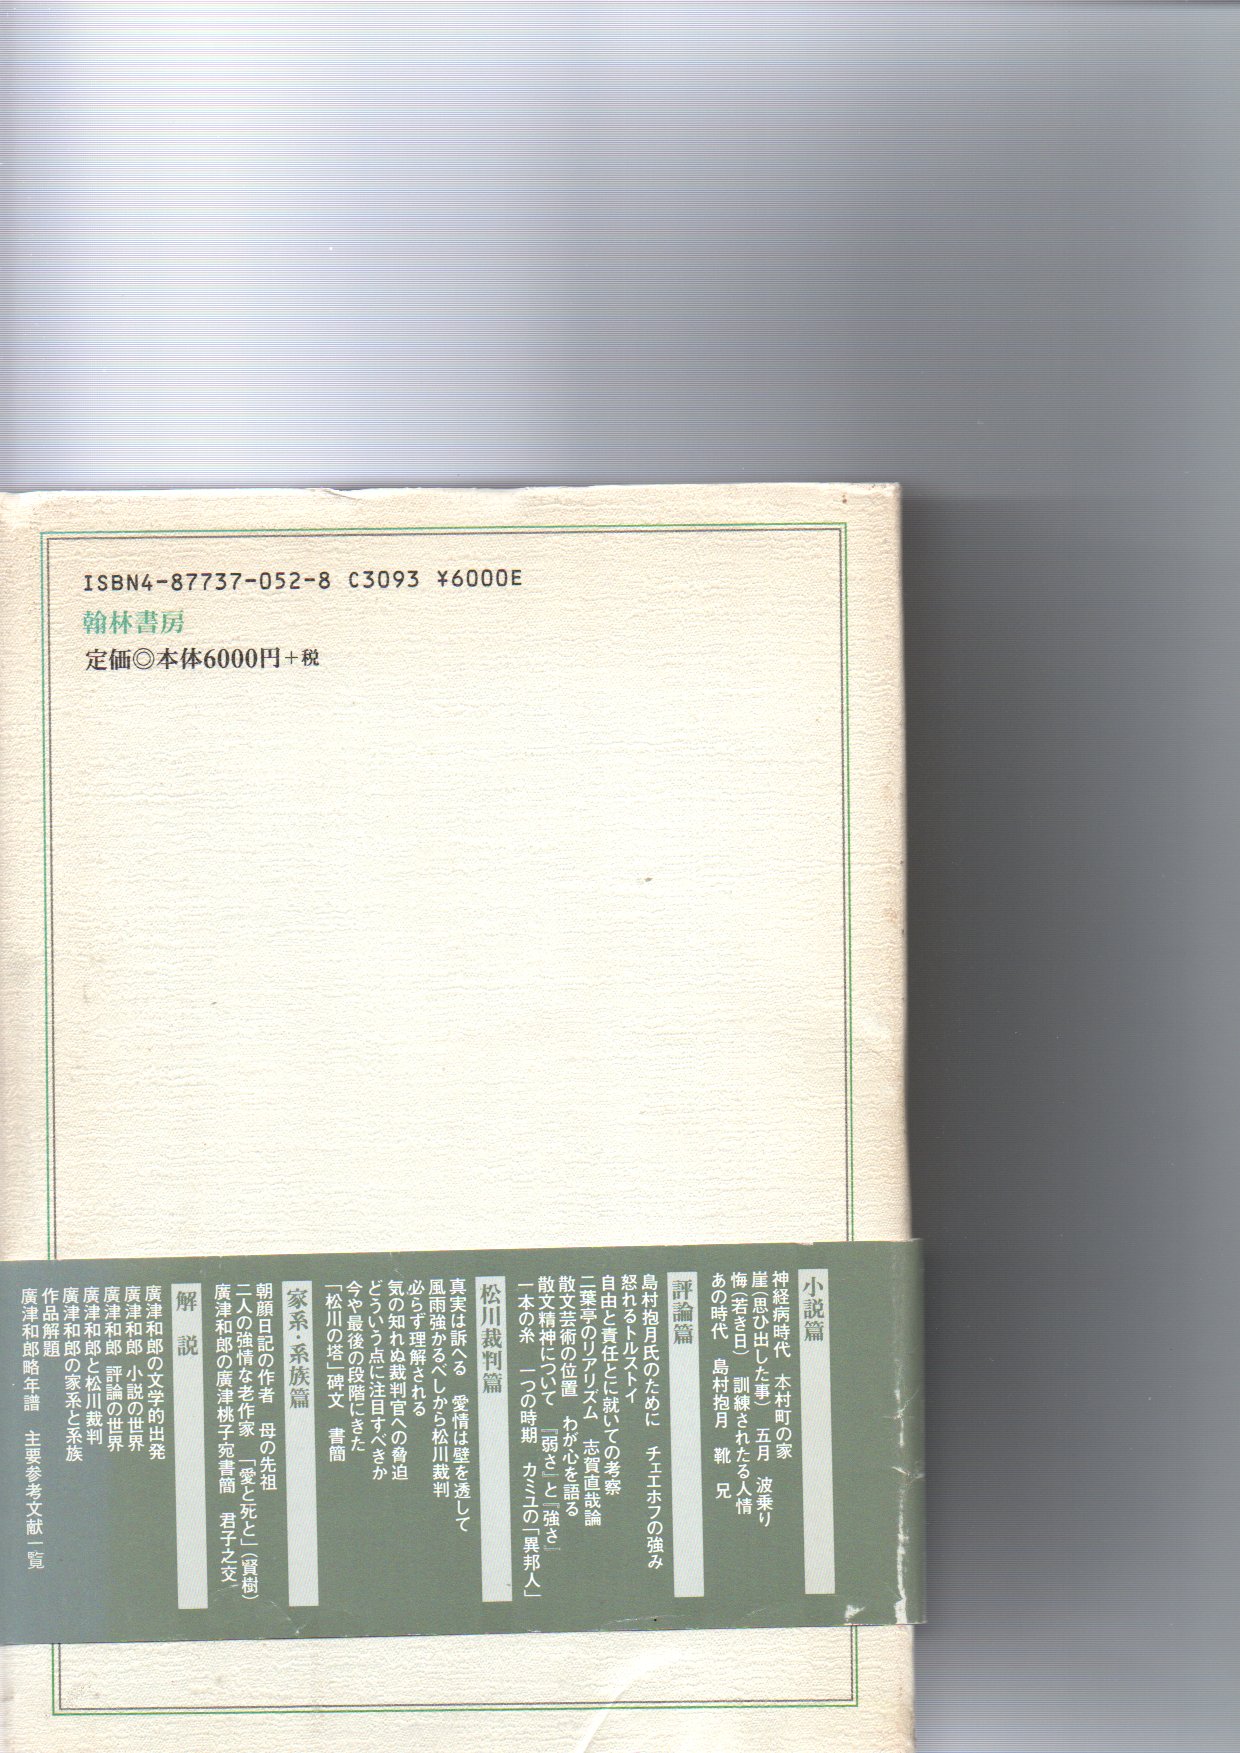 ISBN4-87737-052-8 C3093 ¥6000E
翰林書房
定価◎本体6000円+税
小説篇
神経病時代 本村町の家
崖(思ひ出した事) 五月 波乗り
悔(若き日) 訓練されたる人情
あの時代 島村抱月 靴 兄
評論篇
島村抱月氏のために チェエホフの強み
怒れるトルストイ
自由と責任とに就いての考察
二葉亭のリアリズム 志賀直哉論
散文芸術の位置 わが心を語る
散文精神について 『弱さ』と『強さ』
一本の糸 一つの時期 カミユの「異邦人」
松川裁判篇
真実は訴へる 愛情は壁を透して
風雨強かるべしから松川裁判
必らず理解される
気の知れぬ裁判官への脅迫
どういう点に注目すべきか
今や最後の段階にきた
「松川の塔」碑文 書簡
家系・系族篇
朝顔日記の作者 母の先祖
二人の強情な老作家 「愛と死と」(賢樹)
廣津和郎の廣津桃子宛書簡 君子之交
解説
廣津和郎の文学的出発
廣津和郎 小説の世界
廣津和郎 評論の世界
廣津和郎と松川裁判
廣津和郎の家系と系族
作品解題
廣津和郎略年譜 主要参考文献一覧